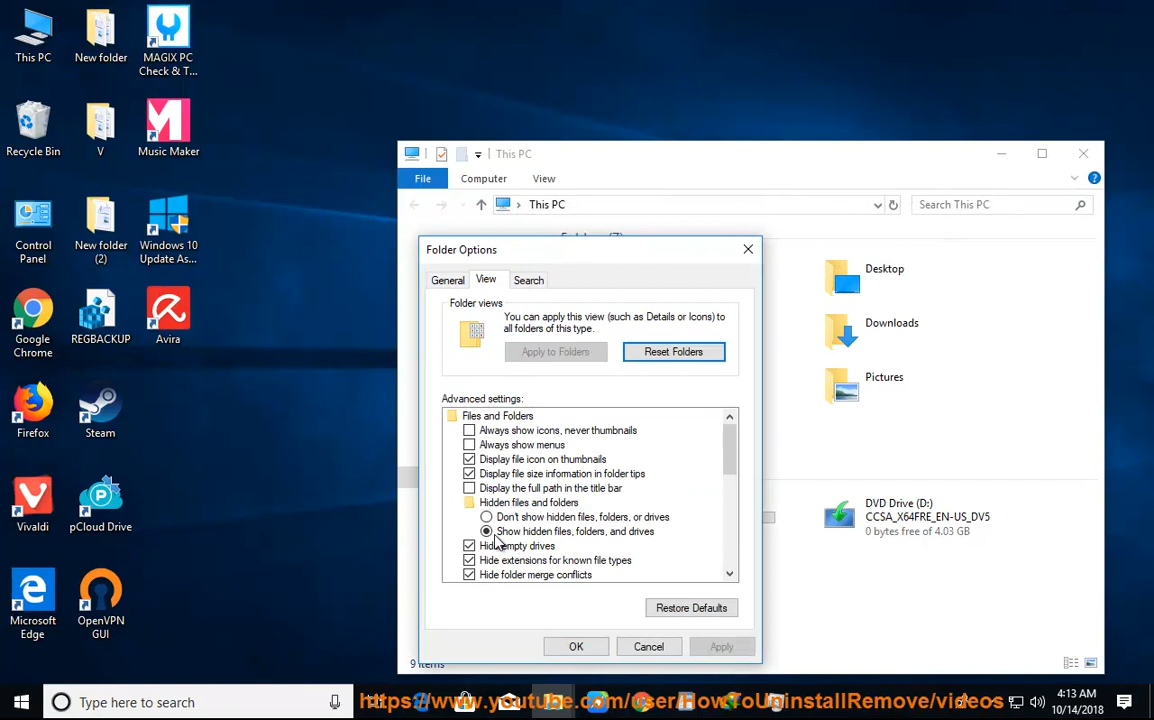 This PC
New folder
MAGIX PC
Check & T...
Recycle Bin
V
Music Maker
Control
Panel
New folder
(2)
Windows 10
Update As...
Google
Chrome
REGBACKUP
Avira
Firefox
Steam
Vivaldi
pCloud Drive
Microsoft
Edge
OpenVPN
GUI
This PC
File
Computer
View
This PC
Search This PC
Desktop
Downloads
Pictures
DVD Drive (D:)
CCSA_X64FRE_EN-US_DV5
0 bytes free of 4.03 GB
9 items
Folder Options
General
View
Search
Folder views
You can apply this view (such as Details or Icons) to
all folders of this type.
Apply to Folders
Reset Folders
Advanced settings:
Files and Folders
Always show icons, never thumbnails
Always show menus
Display file icon on thumbnails
Display file size information in folder tips
Display the full path in the title bar
Hidden files and folders
Don't show hidden files, folders, or drives
Show hidden files, folders, and drives
Hide empty drives
Hide extensions for known file types
Hide folder merge conflicts
Restore Defaults
OK
Cancel
Apply
Type here to search
https://www.youtube.com/user/HowToUninstallRemove/videos
4:13 AM
10/14/2018